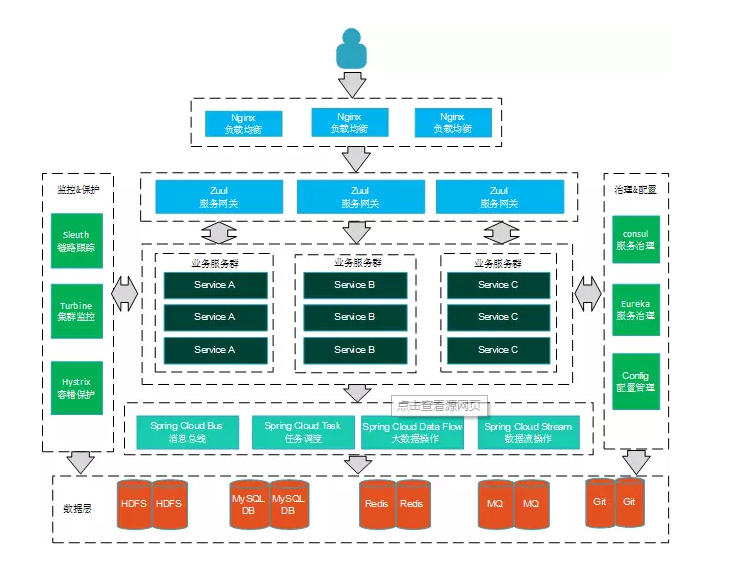 Nginx
负载均衡
Nginx
负载均衡
Nginx
负载均衡
Zuul
服务网关
Zuul
服务网关
Zuul
服务网关
监控&保护
Sleuth
链路跟踪
Turbine
集群监控
Hystrix
容错保护
业务服务群
Service A
Service A
Service A
业务服务群
Service B
Service B
Service B
业务服务群
Service C
Service C
Service C
治理&配置
consul
服务治理
Eureka
服务治理
Config
配置管理
点击查看源网页
Spring Cloud Bus
消息总线
Spring Cloud Task
任务调度
Spring Cloud Data Flow
大数据操作
Spring Cloud Stream
数据流操作
数据层
HDFS
HDFS
MySQL
DB
MySQL
DB
Redis
Redis
MQ
MQ
Git
Git